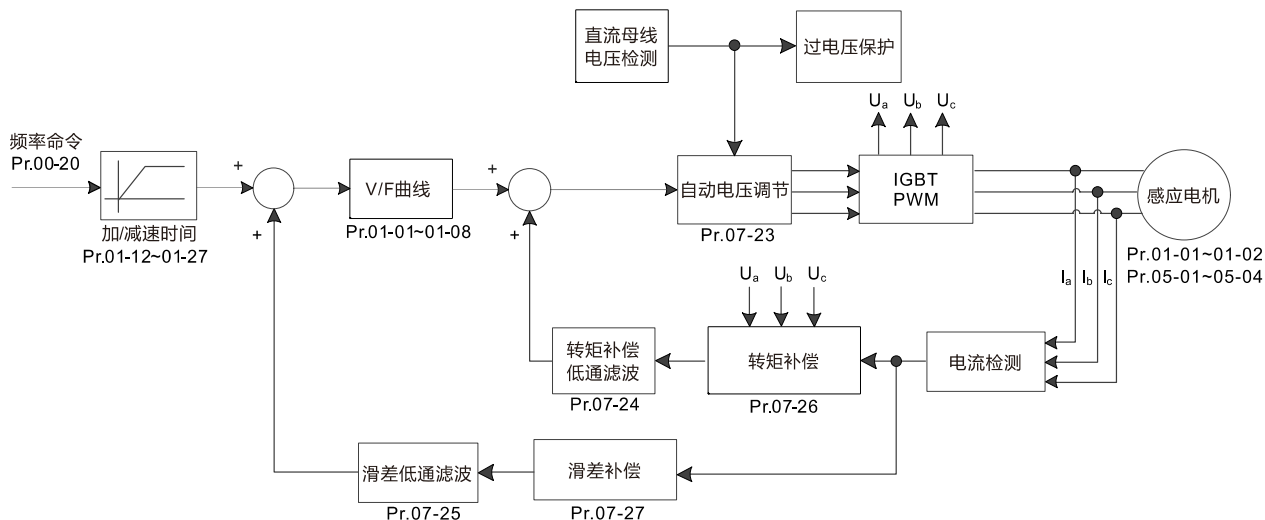 直流母线
电压检测
过电压保护
Ua
Ub
Uc
频率命令
Pr.00-20
+
+
V/F曲线
自动电压调节
IGBT
PWM
感应电机
加/减速时间
Pr.01-12~01-27
+
Pr.01-01~01-08
+
Pr.07-23
Pr.01-01~01-02
Pr.05-01~05-04
Ua
Ub
Uc
Ia
Ib
Ic
转矩补偿
低通滤波
转矩补偿
电流检测
Pr.07-24
Pr.07-26
滑差低通滤波
滑差补偿
Pr.07-25
Pr.07-27